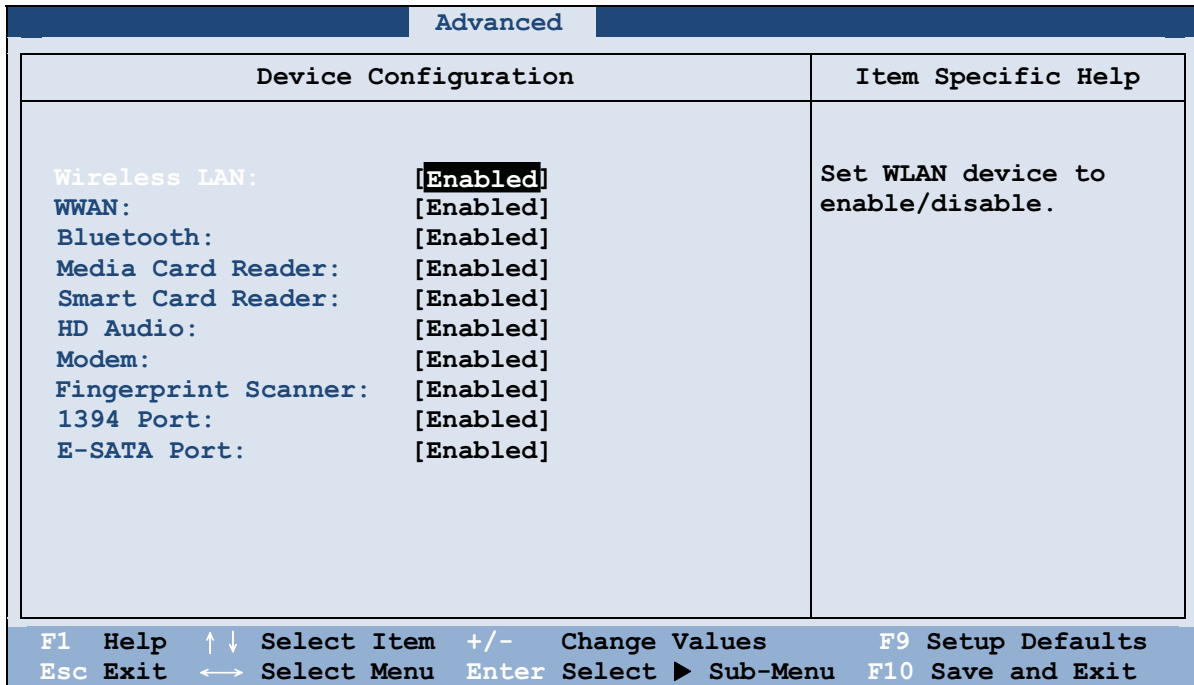 Advanced
Device Configuration
Item Specific Help
Wireless LAN: [Enabled]
WWAN: [Enabled]
Bluetooth: [Enabled]
Media Card Reader: [Enabled]
Smart Card Reader: [Enabled]
HD Audio: [Enabled]
Modem: [Enabled]
Fingerprint Scanner: [Enabled]
1394 Port: [Enabled]
E-SATA Port: [Enabled]
Set WLAN device to
enable/disable.
F1 Help ↑↓ Select Item +/- Change Values F9 Setup Defaults
Esc Exit ←→ Select Menu Enter Select ▶ Sub-Menu F10 Save and Exit